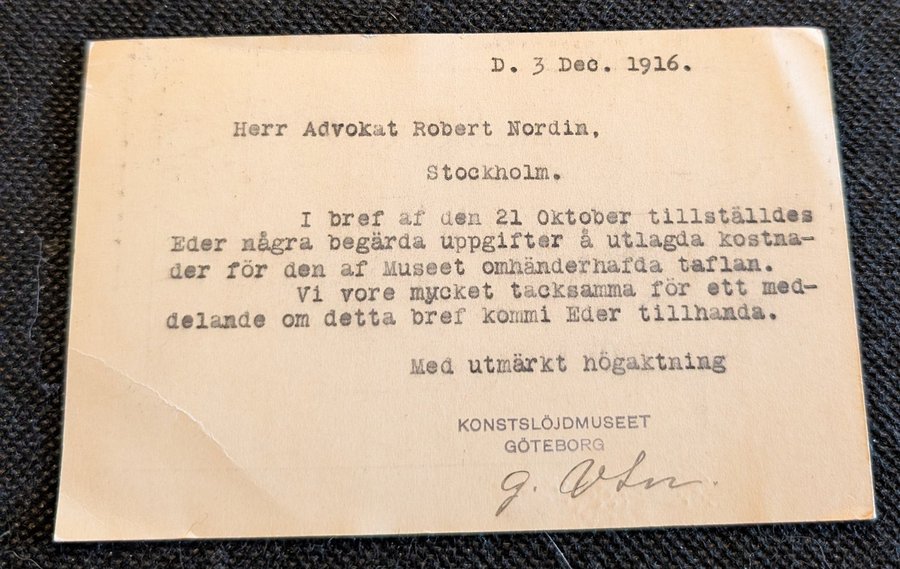 D. 3 Dec. 1916.
Herr Advokat Robert Nordin,
Stockholm.
I bref af den 21 Oktober tillställdes
Eder några begärda uppgifter å utlagda kostna-
der för den af Museet omhänderhafda taflan.
Vi vore mycket tacksamma för ett med-
delande om detta bref kommi Eder tillhanda.
Med utmärkt högaktning
KONSTSLÖJDMUSEET
GÖTEBORG
g.